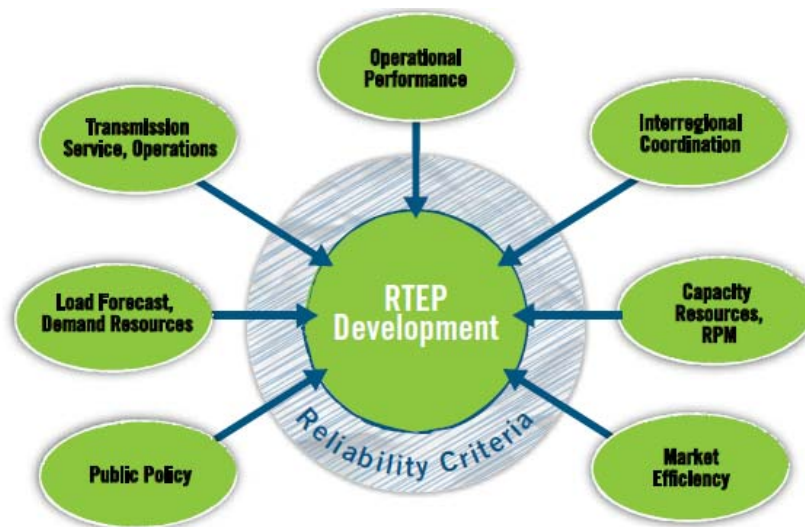 Operational
Performance
Transmission
Service, Operations
Interregional
Coordination
RTEP
Development
Load Forecast,
Demand Resources
Capacity
Resources,
RPM
Reliability Criteria
Public Policy
Market
Efficiency